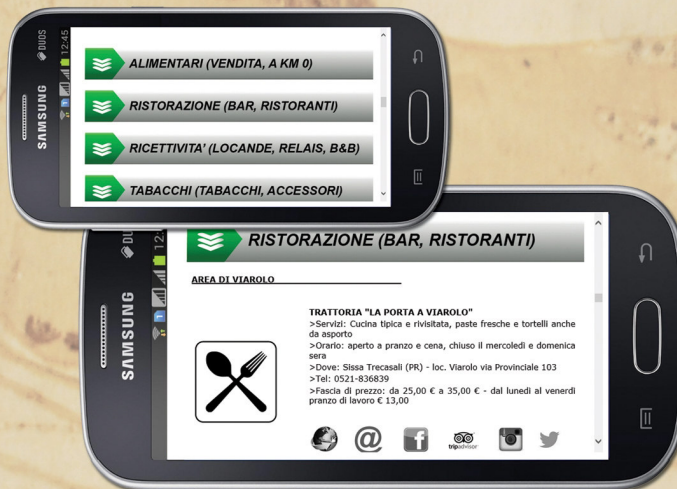 DUOS
12:45
SAMSUNG
ALIMENTARI (VENDITA, A KM 0)
RISTORAZIONE (BAR, RISTORANTI)
RICETTIVITA' (LOCANDE, RELAIS, B&B)
TABACCHI (TABACCHI, ACCESSORI)
DU
12:
SAMSUNG
RISTORAZIONE (BAR, RISTORANTI)
AREA DI VIAROLO
TRATTORIA "LA PORTA A VIAROLO"
>Servizi: Cucina tipica e rivisitata, paste fresche e tortelli anche
da asporto
>Orario: aperto a pranzo e cena, chiuso il mercoledì e domenica
sera
>Dove: Sissa Trecasali (PR) - loc. Viarolo via Provinciale 103
>Tel: 0521-836839
>Fascia di prezzo: da 25,00 € a 35,00 € - dal lunedì al venerdì
pranzo di lavoro € 13,00
@
f
tripadvisor